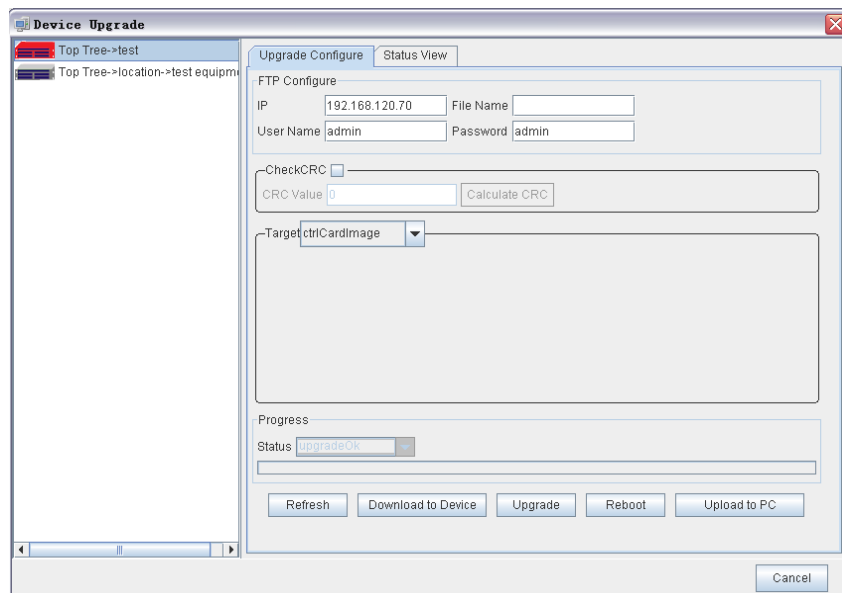 Device Upgrade
Top Tree->test
Top Tree->location->test equipm
Upgrade Configure
Status View
FTP Configure
IP 192.168.120.70 File Name
User Name admin Password admin
CheckCRC
CRC Value 0 Calculate CRC
Target ctrlCardImage
Progress
Status upgradeOk
Refresh Download to Device Upgrade Reboot Upload to PC
Cancel